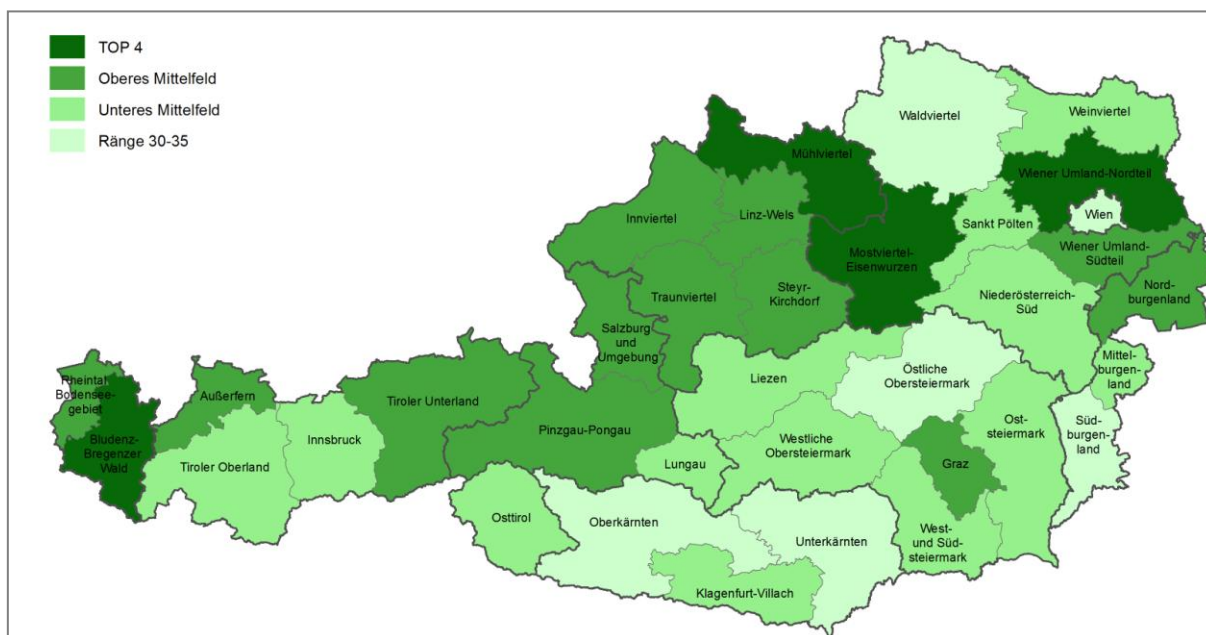 TOP 4
Oberes Mittelfeld
Unteres Mittelfeld
Ränge 30-35
Waldviertel
Weinviertel
Mühlviertel
Wiener Umland-Nordteil
Innviertel
Linz-Wels
Sankt Pölten
Wien
Mostviertel-
Eisenwurzen
Wiener Umland-
Südteil
Nord-
burgenland
Traunviertel
Steyr-
Kirchdorf
Niederösterreich-
Süd
Salzburg
und
Umgebung
Mittel-
burgen-
land
Rheintal
Bodensee-
gebiet
Außerfern
Tiroler Unterland
Liezen
Östliche
Obersteiermark
Bludenz-
Bregenzer
Wald
Innsbruck
Pinzgau-Pongau
Süd-
burgen-
land
Ost-
steiermark
Tiroler Oberland
Westliche
Obersteiermark
Lungau
Graz
Osttirol
Oberkärnten
Unterkärnten
West-
und Süd-
steiermark
Klagenfurt-Villach